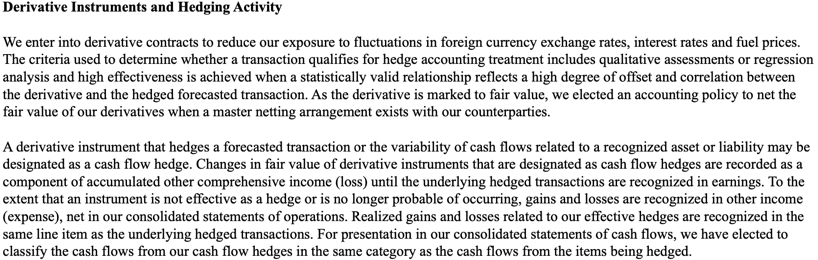 Derivative Instruments and Hedging Activity
We enter into derivative contracts to reduce our exposure to fluctuations in foreign currency exchange rates, interest rates and fuel prices.
The criteria used to determine whether a transaction qualifies for hedge accounting treatment includes qualitative assessments or regression
analysis and high effectiveness is achieved when a statistically valid relationship reflects a high degree of offset and correlation between
the derivative and the hedged forecasted transaction. As the derivative is marked to fair value, we elected an accounting policy to net the
fair value of our derivatives when a master netting arrangement exists with our counterparties.
A derivative instrument that hedges a forecasted transaction or the variability of cash flows related to a recognized asset or liability may be
designated as a cash flow hedge. Changes in fair value of derivative instruments that are designated as cash flow hedges are recorded as a
component of accumulated other comprehensive income (loss) until the underlying hedged transactions are recognized in earnings. To the
extent that an instrument is not effective as a hedge or is no longer probable of occurring, gains and losses are recognized in other income
(expense), net in our consolidated statements of operations. Realized gains and losses related to our effective hedges are recognized in the
same line item as the underlying hedged transactions. For presentation in our consolidated statements of cash flows, we have elected to
classify the cash flows from our cash flow hedges in the same category as the cash flows from the items being hedged.